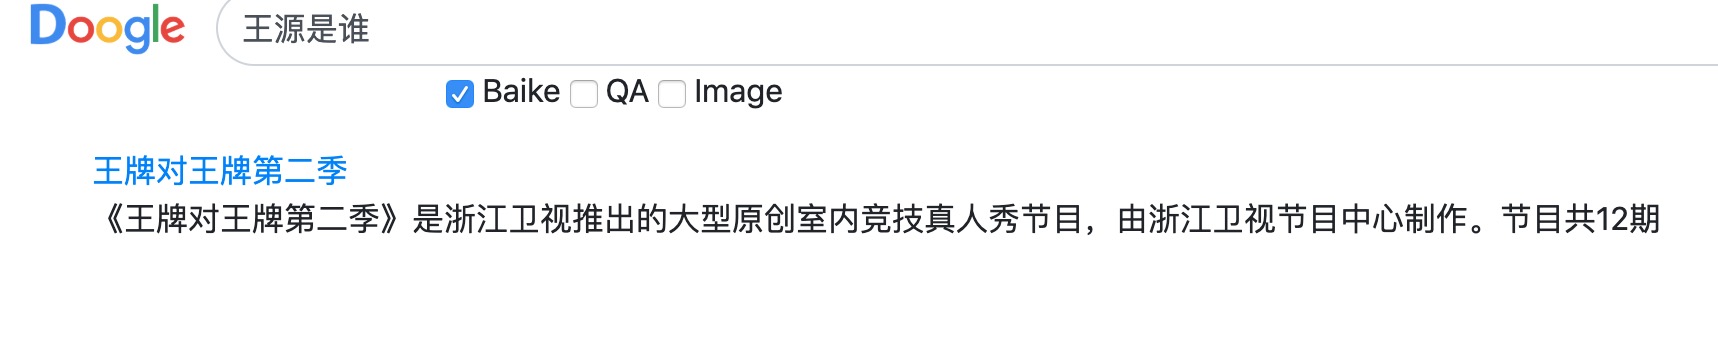 Doogle
王源是谁
Baike QA Image
王牌对王牌第二季
《王牌对王牌第二季》是浙江卫视推出的大型原创室内竞技真人秀节目，由浙江卫视节目中心制作。节目共12期